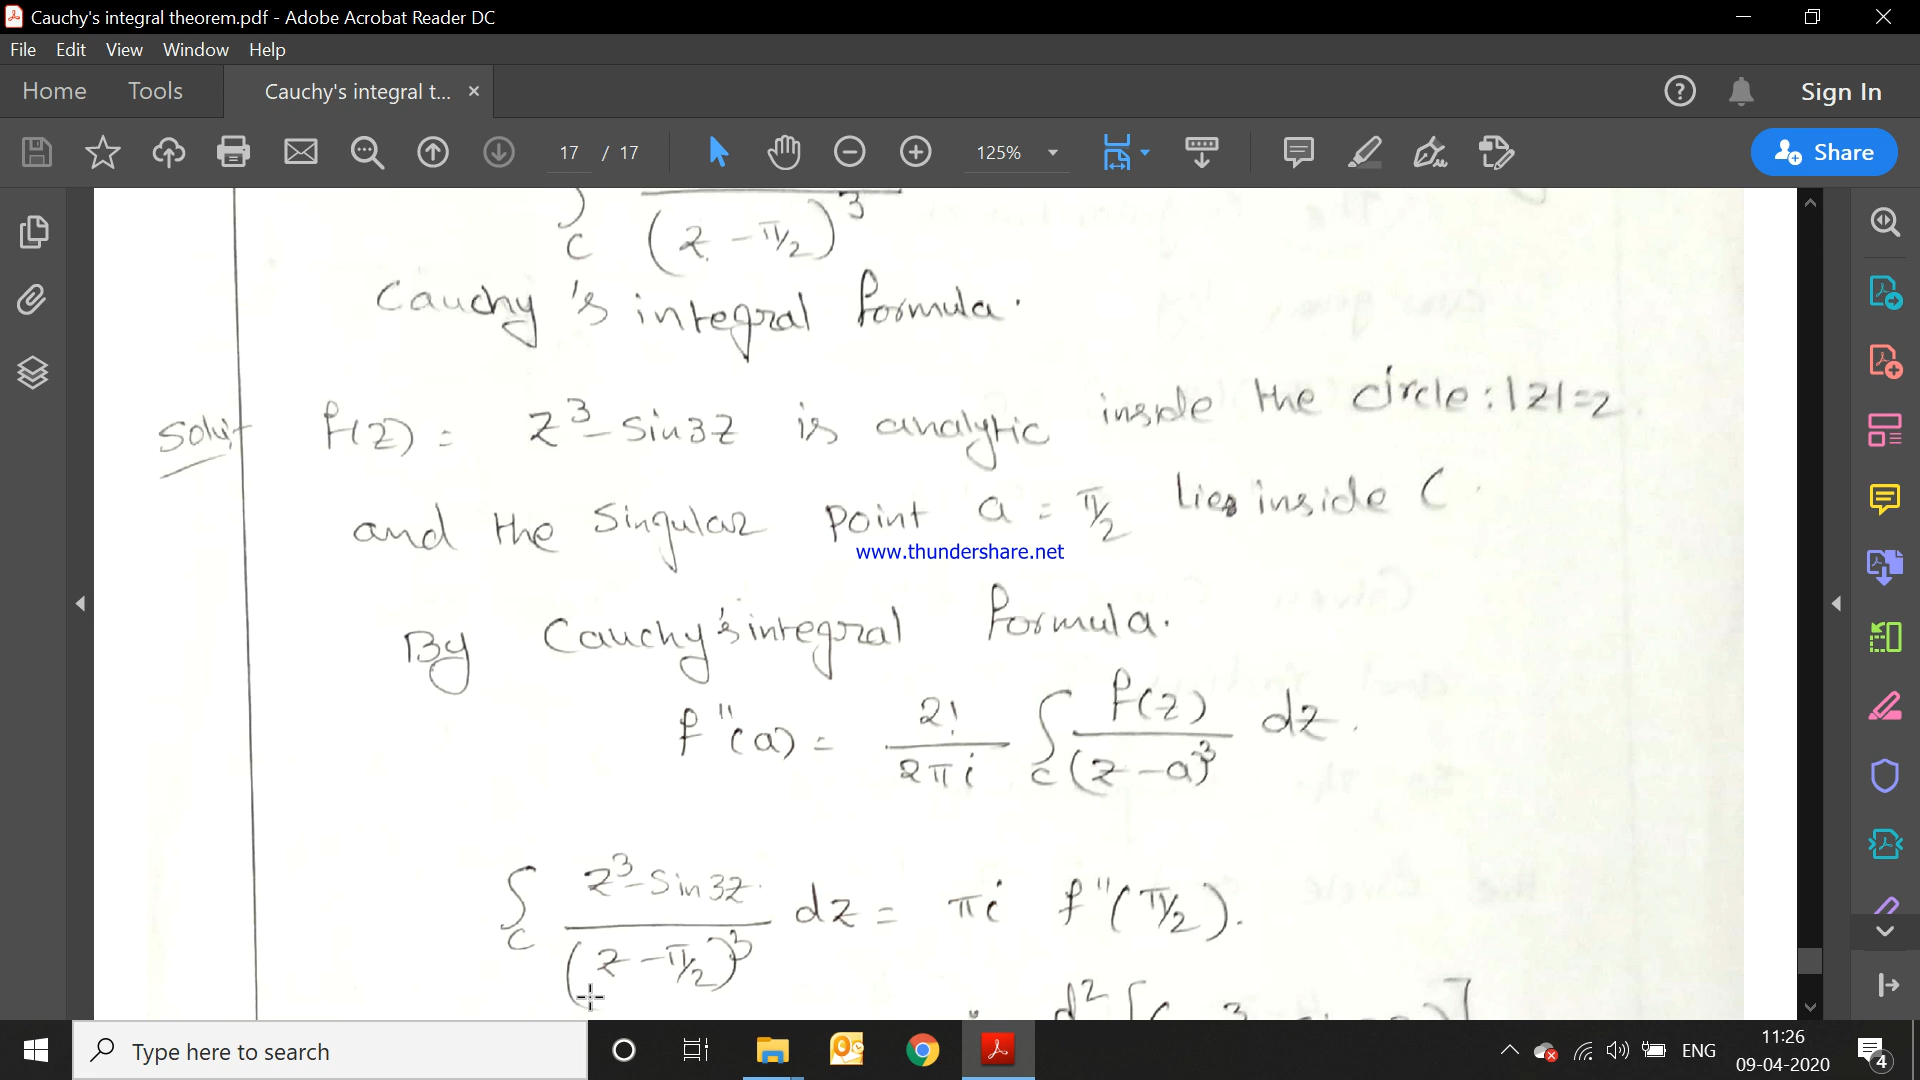 Cauchy's integral theorem.pdf - Adobe Acrobat Reader DC
File Edit View Window Help
Home Tools Cauchy's integral t... × Sign In
17 / 17 125% Share
∫C (z - π/2)^3
Cauchy's integral formula.
Solu: f(z) = z^3 - sin3z is analytic inside the circle : |z|=2
and the singular point a = π/2 lies inside C.
www.thundershare.net
By Cauchy's integral formula.
f''(a) = 2!/2πi ∫C f(z)/(z-a)^3 dz.
∫C z^3 - sin3z/(z - π/2)^3 dz = πi f''(π/2).
d^2
Type here to search
ENG
11:26
09-04-2020
4